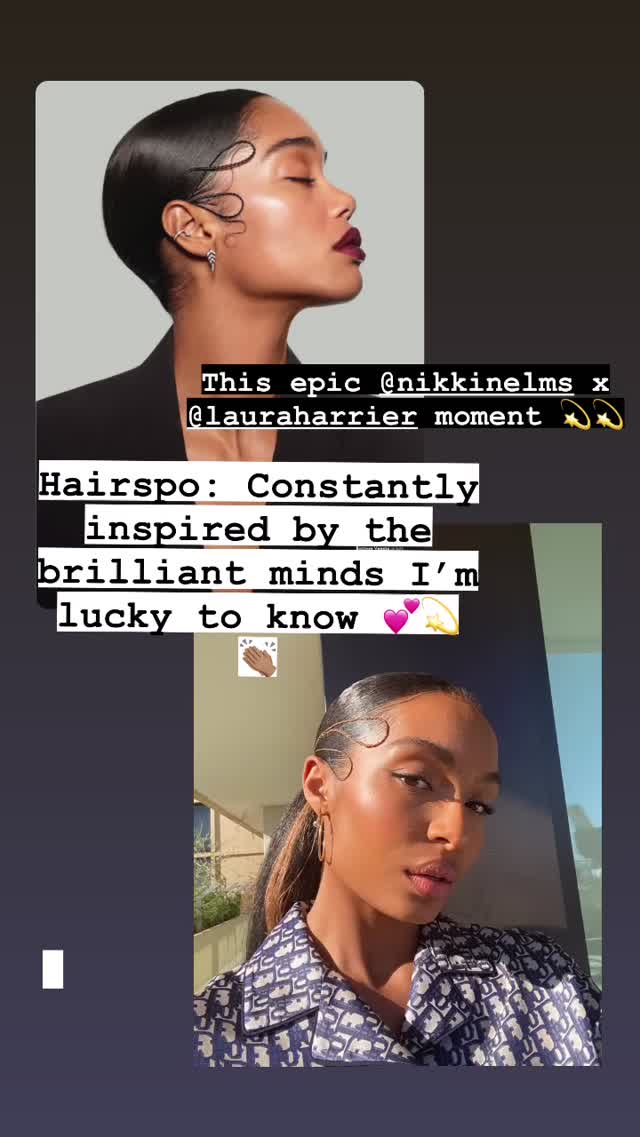 This epic @nikkinelms x
@lauraharrier moment 💫💫
Hairspo: Constantly
inspired by the
brilliant minds I’m
lucky to know 💕💫
👏🏽